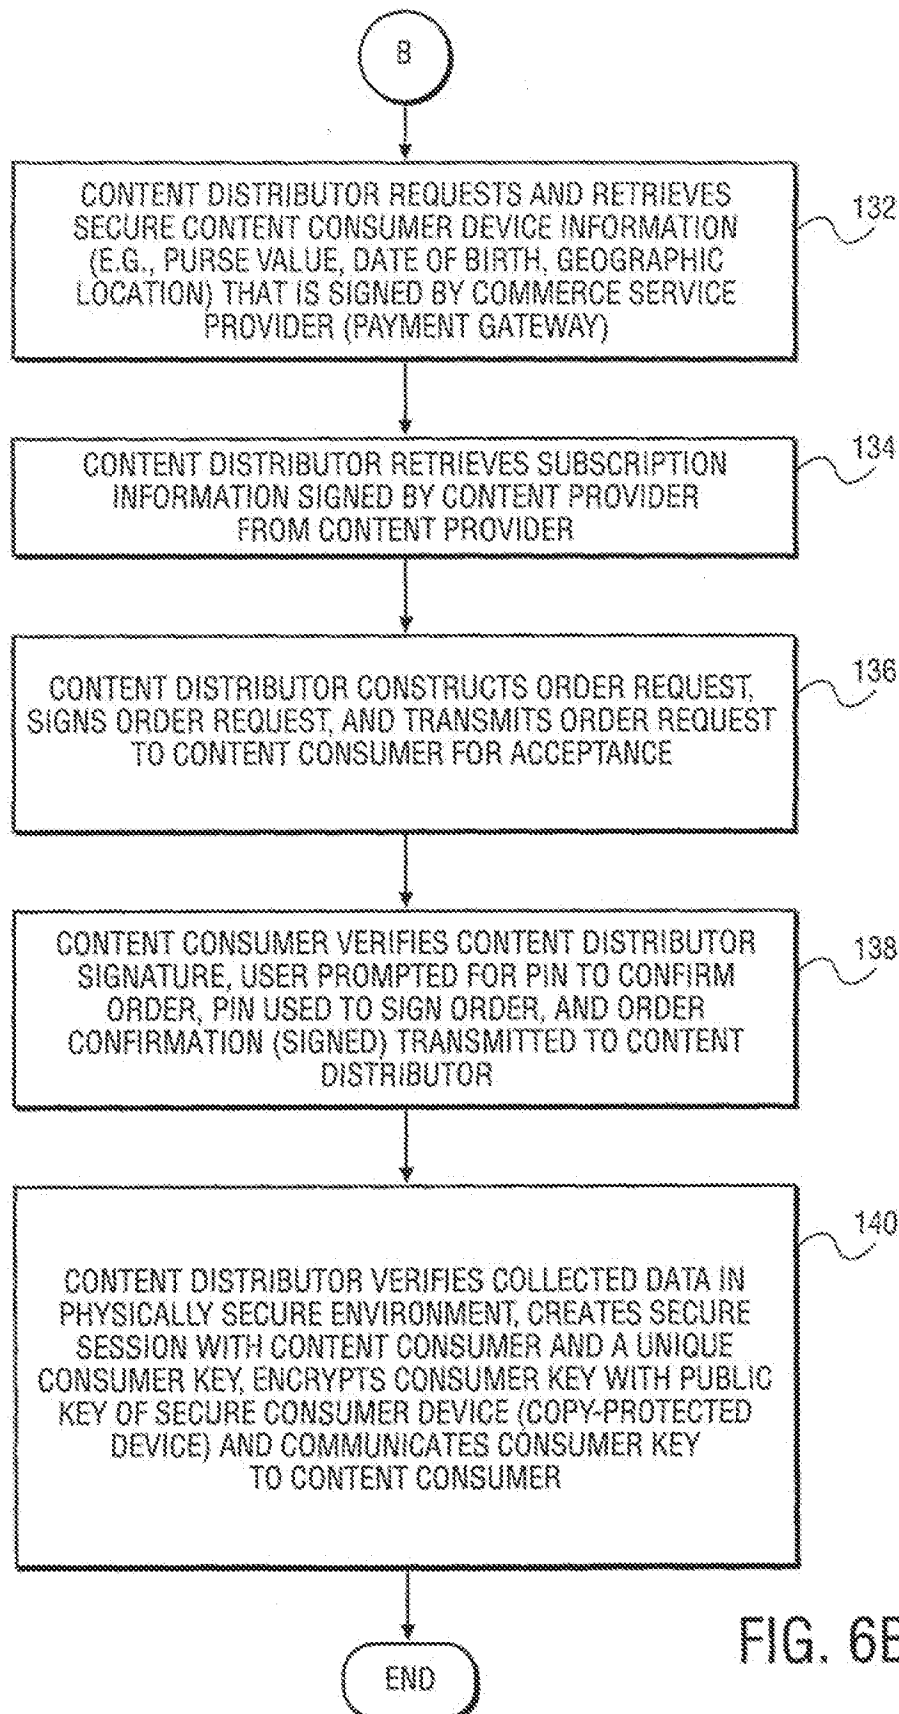 B
CONTENT DISTRIBUTOR REQUESTS AND RETRIEVES
SECURE CONTENT CONSUMER DEVICE INFORMATION
(E.G., PURSE VALUE, DATE OF BIRTH, GEOGRAPHIC
LOCATION) THAT IS SIGNED BY COMMERCE SERVICE
PROVIDER (PAYMENT GATEWAY)
132
CONTENT DISTRIBUTOR RETRIEVES SUBSCRIPTION
INFORMATION SIGNED BY CONTENT PROVIDER
FROM CONTENT PROVIDER
134
CONTENT DISTRIBUTOR CONSTRUCTS ORDER REQUEST,
SIGNS ORDER REQUEST, AND TRANSMITS ORDER REQUEST
TO CONTENT CONSUMER FOR ACCEPTANCE
136
CONTENT CONSUMER VERIFIES CONTENT DISTRIBUTOR
SIGNATURE, USER PROMPTED FOR PIN TO CONFIRM
ORDER, PIN USED TO SIGN ORDER, AND ORDER
CONFIRMATION (SIGNED) TRANSMITTED TO CONTENT
DISTRIBUTOR
138
CONTENT DISTRIBUTOR VERIFIES COLLECTED DATA IN
PHYSICALLY SECURE ENVIRONMENT, CREATES SECURE
SESSION WITH CONTENT CONSUMER AND A UNIQUE
CONSUMER KEY, ENCRYPTS CONSUMER KEY WITH PUBLIC
KEY OF SECURE CONSUMER DEVICE (COPY-PROTECTED
DEVICE) AND COMMUNICATES CONSUMER KEY
TO CONTENT CONSUMER
140
END
FIG. 6B